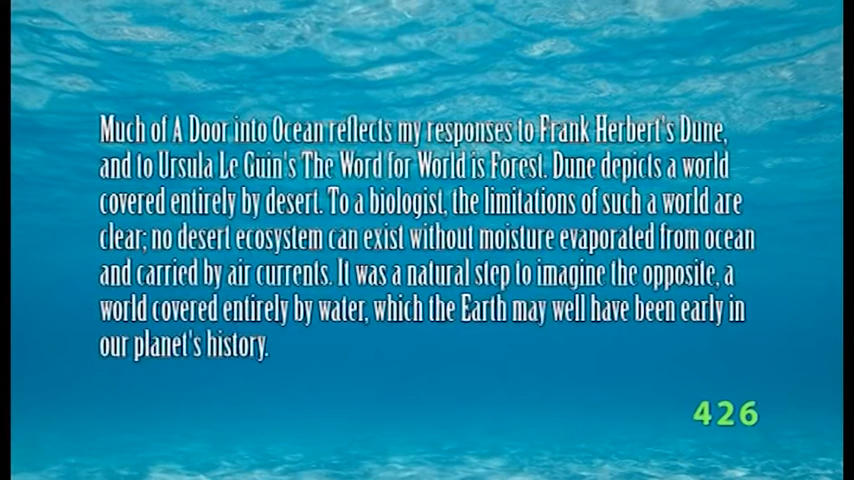 Much of A Door into Ocean reflects my responses to Frank Herbert's Dune,
and to Ursula Le Guin's The Word for World is Forest. Dune depicts a world
covered entirely by desert. To a biologist, the limitations of such a world are
clear; no desert ecosystem can exist without moisture evaporated from ocean
and carried by air currents. It was a natural step to imagine the opposite, a
world covered entirely by water, which the Earth may well have been early in
our planet's history.
426